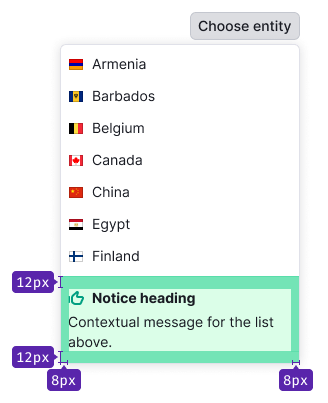 Choose entity
Armenia
Barbados
Belgium
Canada
China
Egypt
Finland
12px
Notice heading
Contextual message for the list
above.
12px
8px
8px